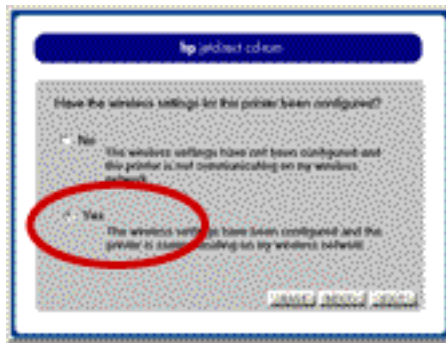 hp jetdirect cd-rom
Have the wireless settings for this printer been configured?
No
The wireless settings have not been configured and
this printer is not communicating on my wireless
network.
Yes
The wireless settings have been configured and the
printer is communicating on my wireless network.